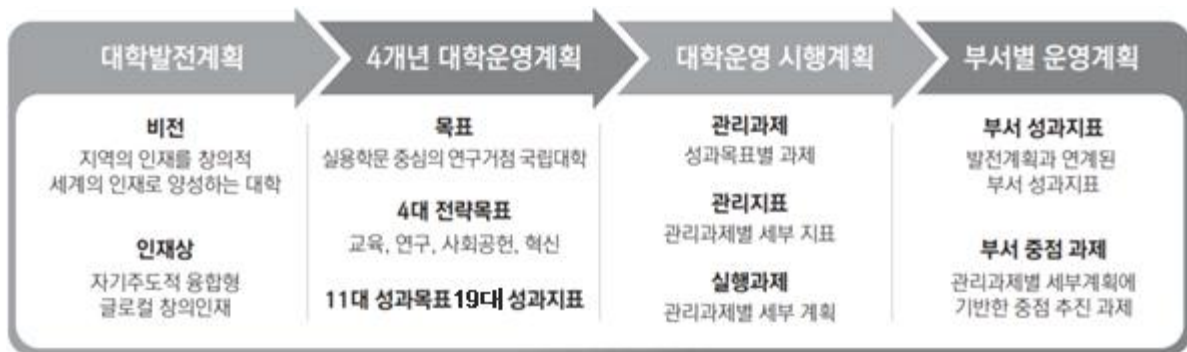 대학발전계획
4개년 대학운영계획
대학운영 시행계획
부서별 운영계획
비전
지역의 인재를 창의적
세계의 인재로 양성하는 대학
인재상
자기주도적 융합형
글로컬 창의인재
목표
실용학문 중심의 연구거점 국립대학
4대 전략목표
교육, 연구, 사회공헌, 혁신
11대 성과목표19대 성과지표
관리과제
성과목표별 과제
관리지표
관리과제별 세부 지표
실행과제
관리과제별 세부 계획
부서 성과지표
발전계획과 연계된
부서 성과지표
부서 중점 과제
관리과제별 세부계획에
기반한 중점 추진 과제